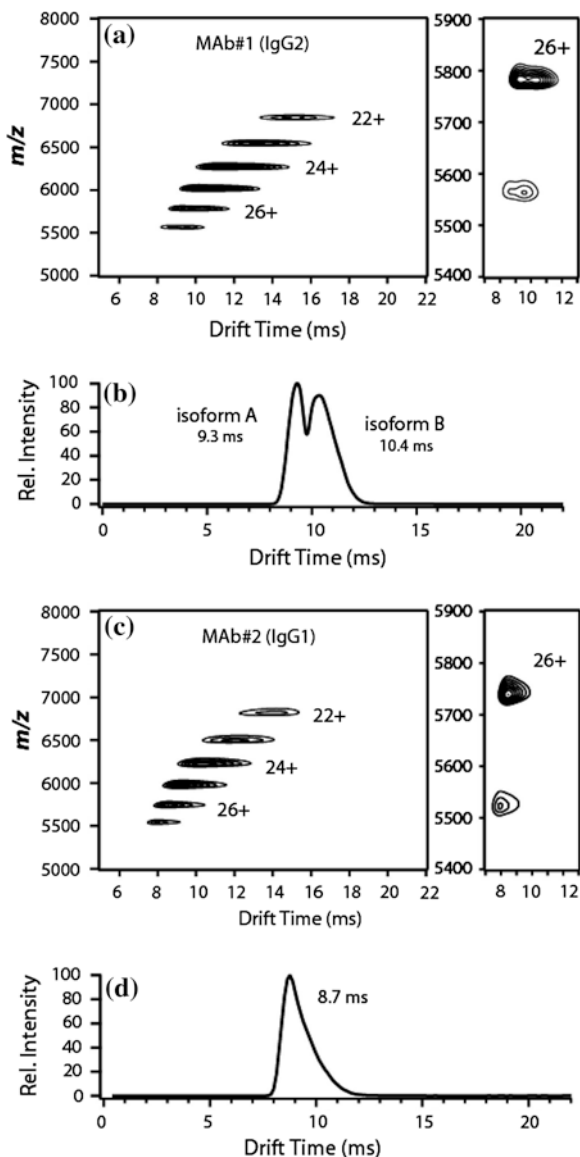 (a)
MAb#1 (IgG2)
m/z
8000
7500
7000
6500
6000
5500
5000
22+
24+
26+
6 8 10 12 14 16 18 20 22
Drift Time (ms)
5900
5800
5700
5600
5500
5400
26+
8 10 12
(b)
Rel. Intensity
100
80
60
40
20
0
isoform A
9.3 ms
isoform B
10.4 ms
0 5 10 15 20
Drift Time (ms)
(c)
MAb#2 (IgG1)
m/z
8000
7500
7000
6500
6000
5500
5000
22+
24+
26+
6 8 10 12 14 16 18 20 22
Drift Time (ms)
5900
5800
5700
5600
5500
5400
26+
8 10 12
(d)
Rel. Intensity
100
80
60
40
20
0
8.7 ms
0 5 10 15 20
Drift Time (ms)